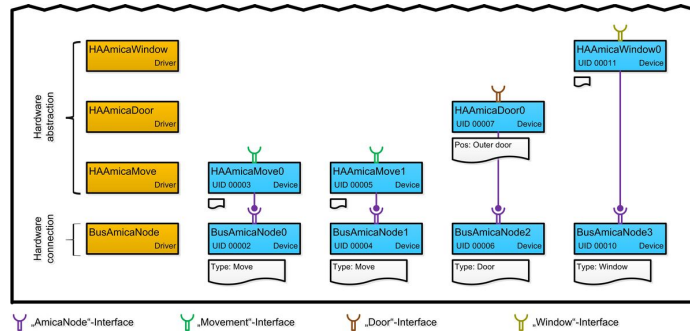 HAAmicaWindow
Driver
HAAmicaWindow0
UID 00011 Device
Hardware
abstraction
HAAmicaDoor
Driver
HAAmicaDoor0
UID 00007 Device
Pos: Outer door
HAAmicaMove
Driver
HAAmicaMove0
UID 00003 Device
HAAmicaMove1
UID 00005 Device
Hardware
connection
BusAmicaNode
Driver
BusAmicaNode0
UID 00002 Device
Type: Move
BusAmicaNode1
UID 00004 Device
Type: Move
BusAmicaNode2
UID 00006 Device
Type: Door
BusAmicaNode3
UID 00010 Device
Type: Window
„AmicaNode“-Interface
„Movement“-Interface
„Door“-Interface
„Window“-Interface